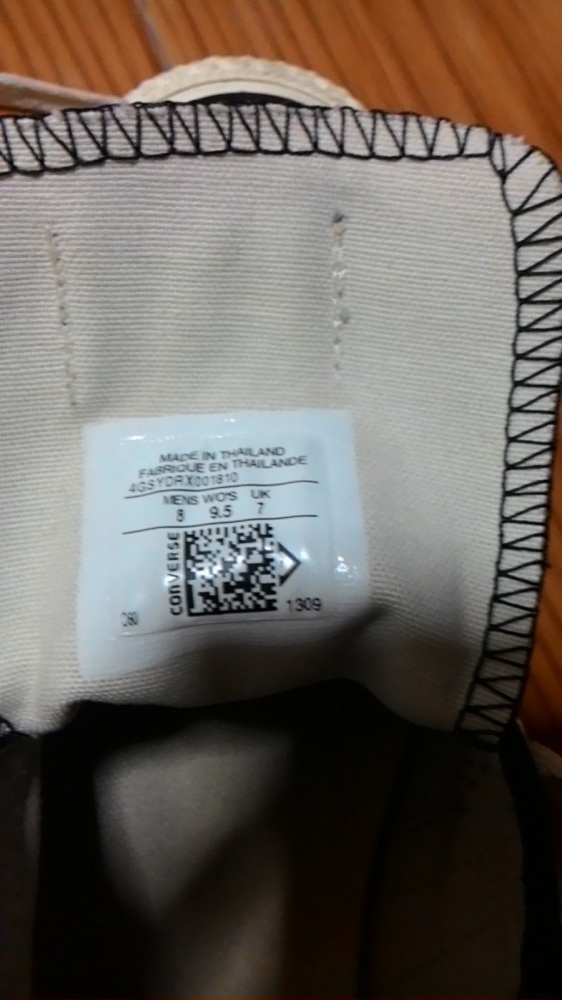 MADE IN THAILAND
FABRIQUE EN THAILANDE
4GSYDRX001810
MENS WO'S UK
8 9.5 7
CONVERSE
1309